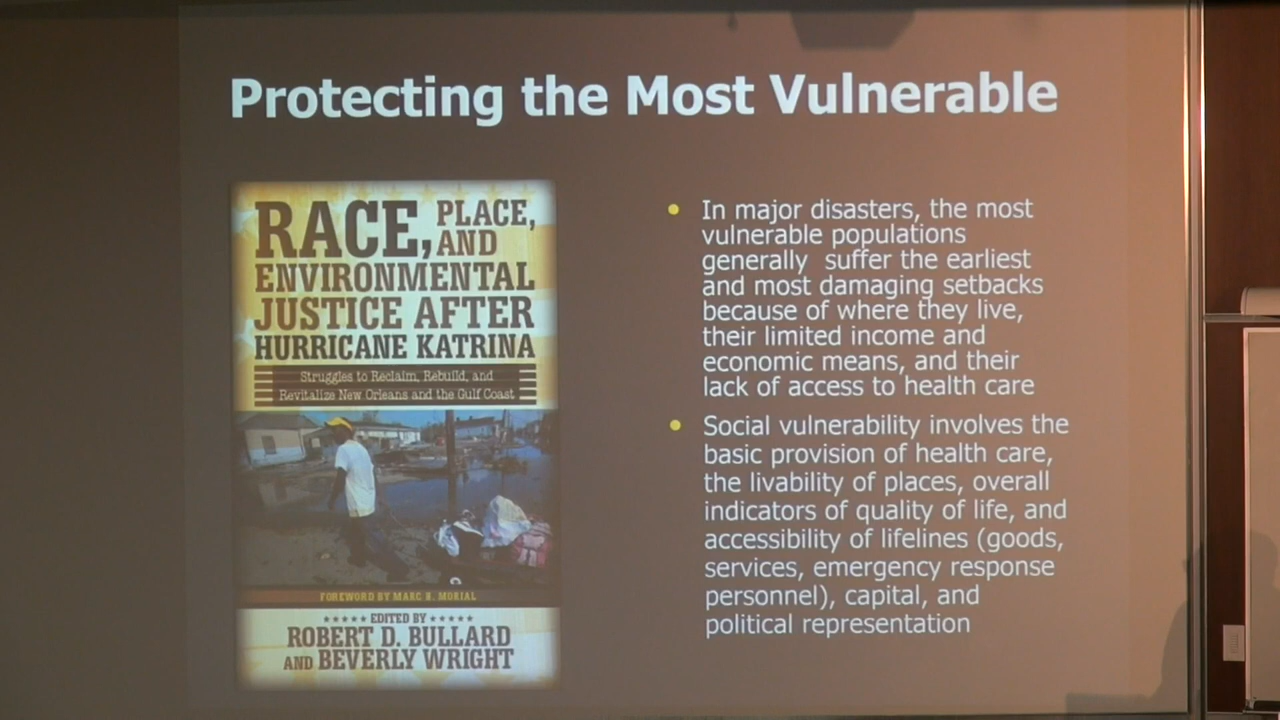 Protecting the Most Vulnerable
RACE, PLACE,
AND
ENVIRONMENTAL
JUSTICE AFTER
HURRICANE KATRINA
Struggles to Reclaim, Rebuild, and
Revitalize New Orleans and the Gulf Coast
FOREWORD BY MARC H. MORIAL
EDITED BY
ROBERT D. BULLARD
AND BEVERLY WRIGHT
• In major disasters, the most
vulnerable populations
generally suffer the earliest
and most damaging setbacks
because of where they live,
their limited income and
economic means, and their
lack of access to health care
• Social vulnerability involves the
basic provision of health care,
the livability of places, overall
indicators of quality of life, and
accessibility of lifelines (goods,
services, emergency response
personnel), capital, and
political representation